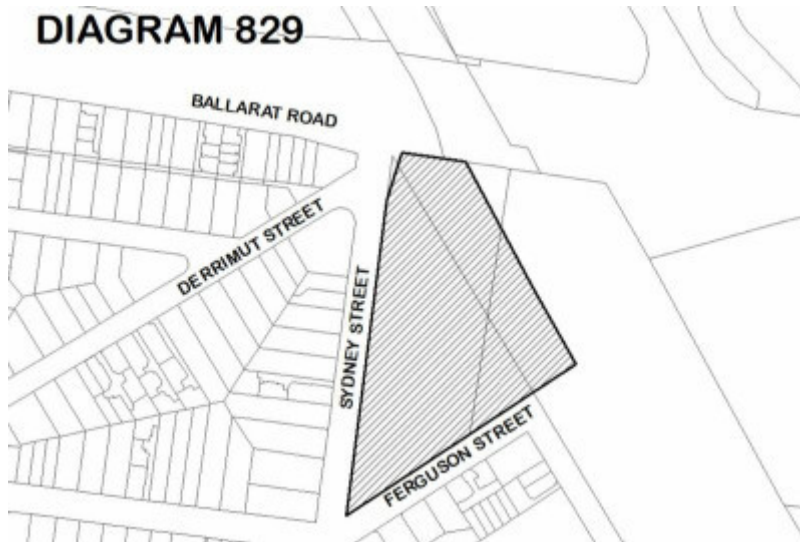 DIAGRAM 829
BALLARAT ROAD
DERRIMUT STREET
SYDNEY STREET
FERGUSON STREET